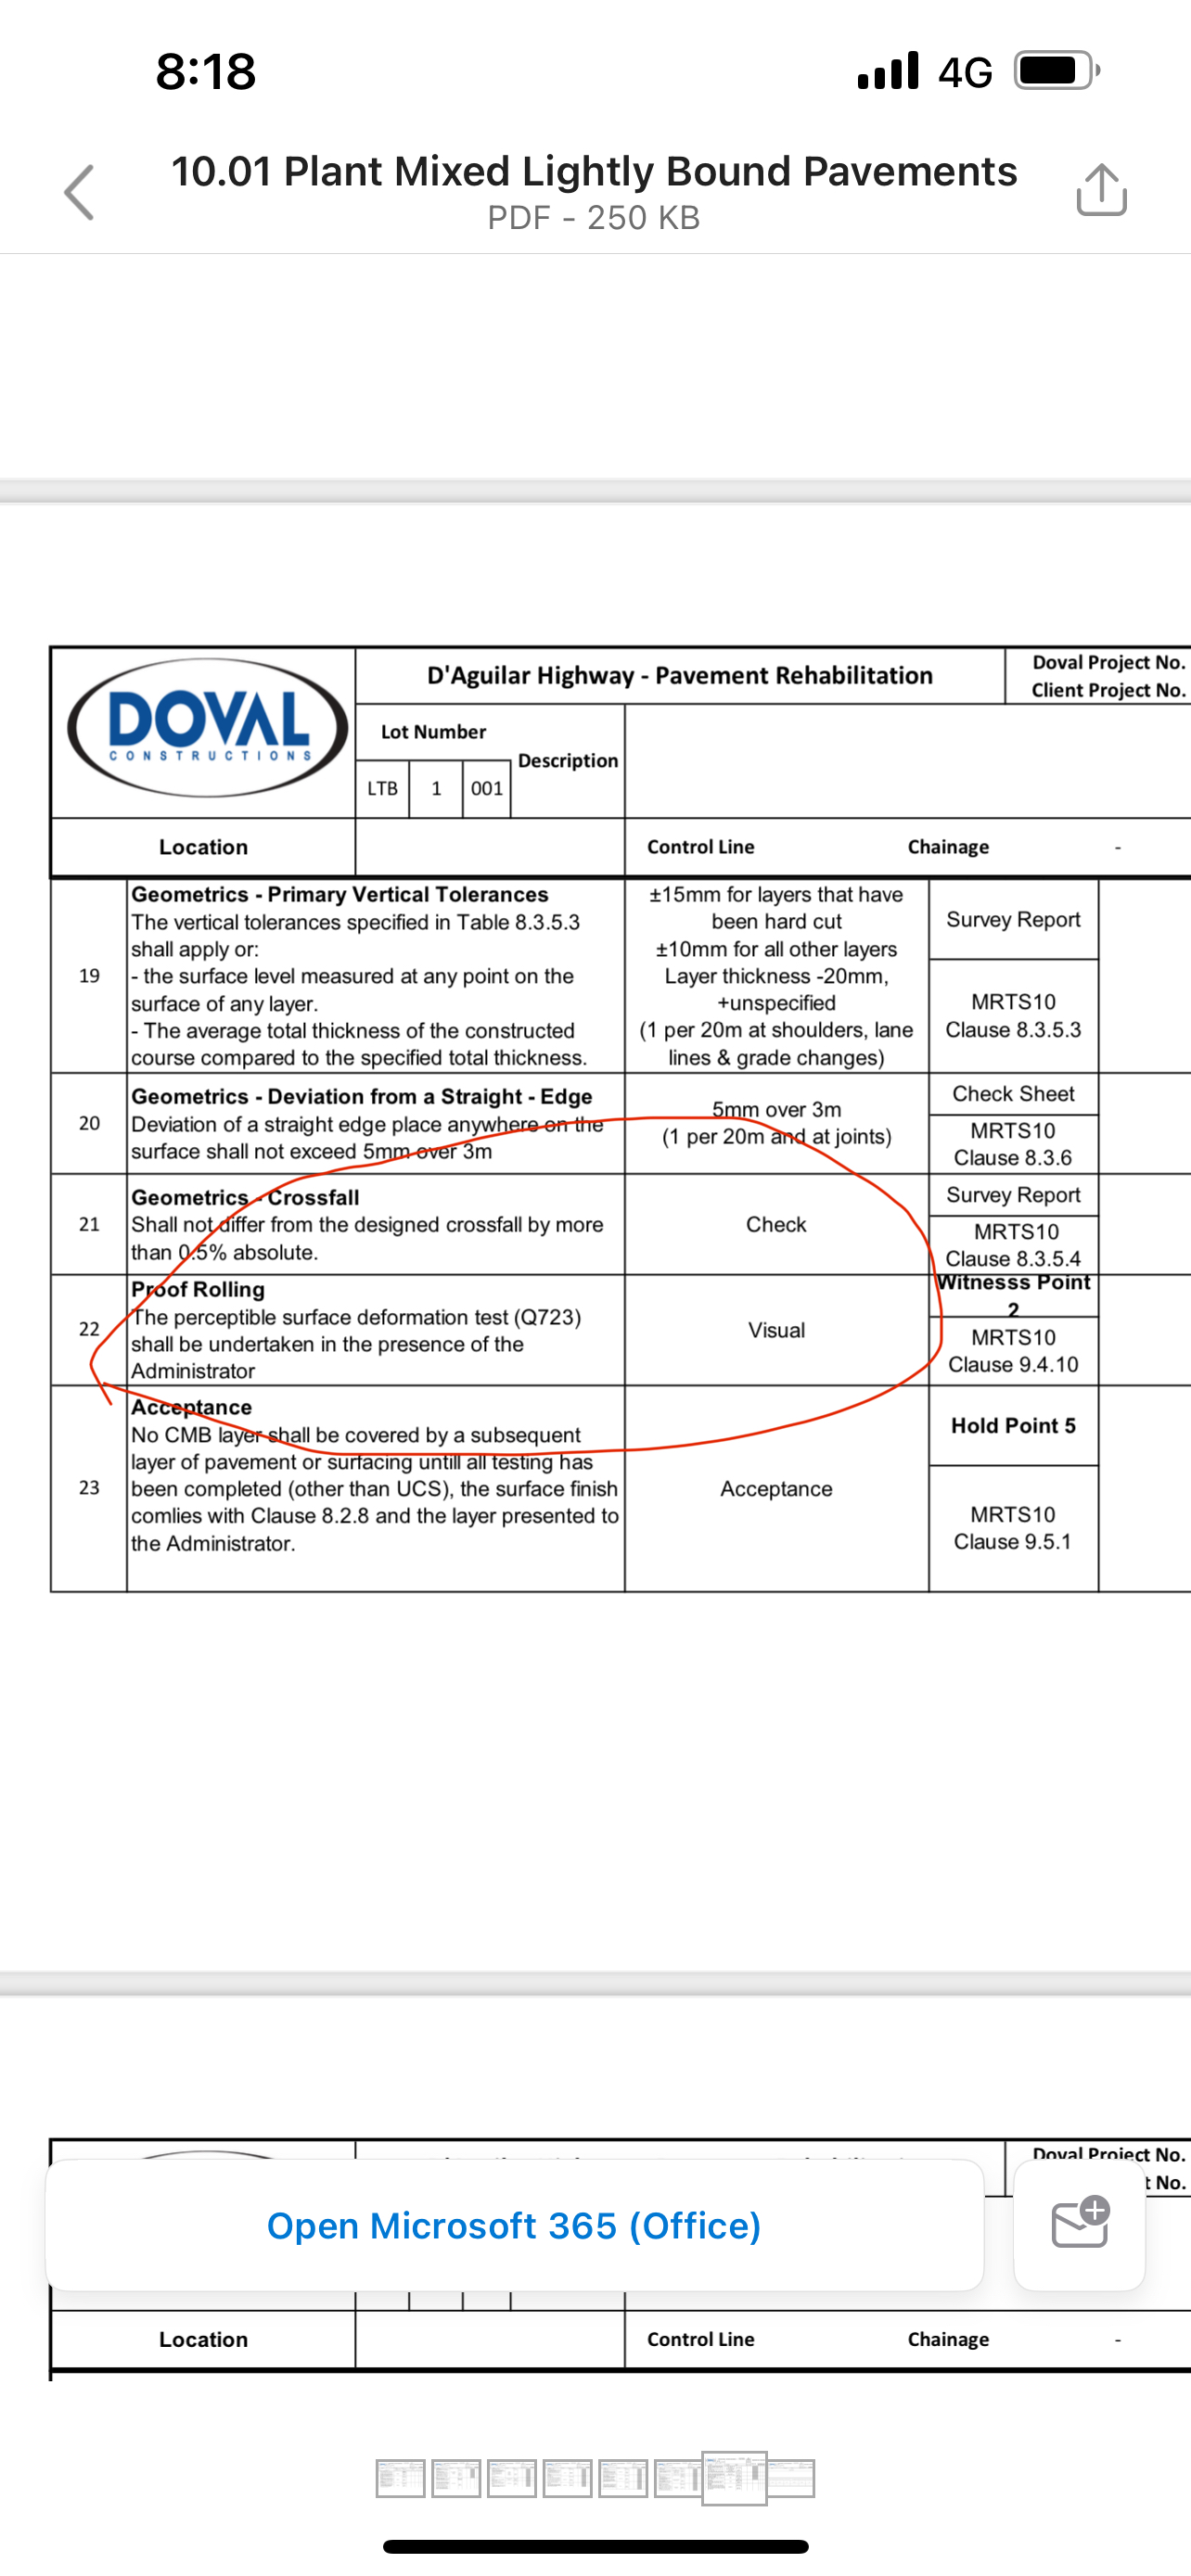 8:18
4G
10.01 Plant Mixed Lightly Bound Pavements
PDF - 250 KB
DOVAL
CONSTRUCTIONS
D'Aguilar Highway - Pavement Rehabilitation
Doval Project No.
Client Project No.
Lot Number
Description
LTB 1 001
Location
Control Line
Chainage
-
19
Geometrics - Primary Vertical Tolerances
The vertical tolerances specified in Table 8.3.5.3
shall apply or:
- the surface level measured at any point on the
surface of any layer.
- The average total thickness of the constructed
course compared to the specified total thickness.
±15mm for layers that have
been hard cut
±10mm for all other layers
Layer thickness -20mm,
+unspecified
(1 per 20m at shoulders, lane
lines & grade changes)
Survey Report
MRTS10
Clause 8.3.5.3
20
Geometrics - Deviation from a Straight - Edge
Deviation of a straight edge place anywhere on the
surface shall not exceed 5mm over 3m
5mm over 3m
(1 per 20m and at joints)
Check Sheet
MRTS10
Clause 8.3.6
21
Geometrics - Crossfall
Shall not differ from the designed crossfall by more
than 0.5% absolute.
Check
Survey Report
MRTS10
Clause 8.3.5.4
22
Proof Rolling
The perceptible surface deformation test (Q723)
shall be undertaken in the presence of the
Administrator
Visual
Witnesss Point
2
MRTS10
Clause 9.4.10
23
Acceptance
No CMB layer shall be covered by a subsequent
layer of pavement or surfacing untill all testing has
been completed (other than UCS), the surface finish
comlies with Clause 8.2.8 and the layer presented to
the Administrator.
Acceptance
Hold Point 5
MRTS10
Clause 9.5.1
Doval Project No.
t No.
Open Microsoft 365 (Office)
Location
Control Line
Chainage
-